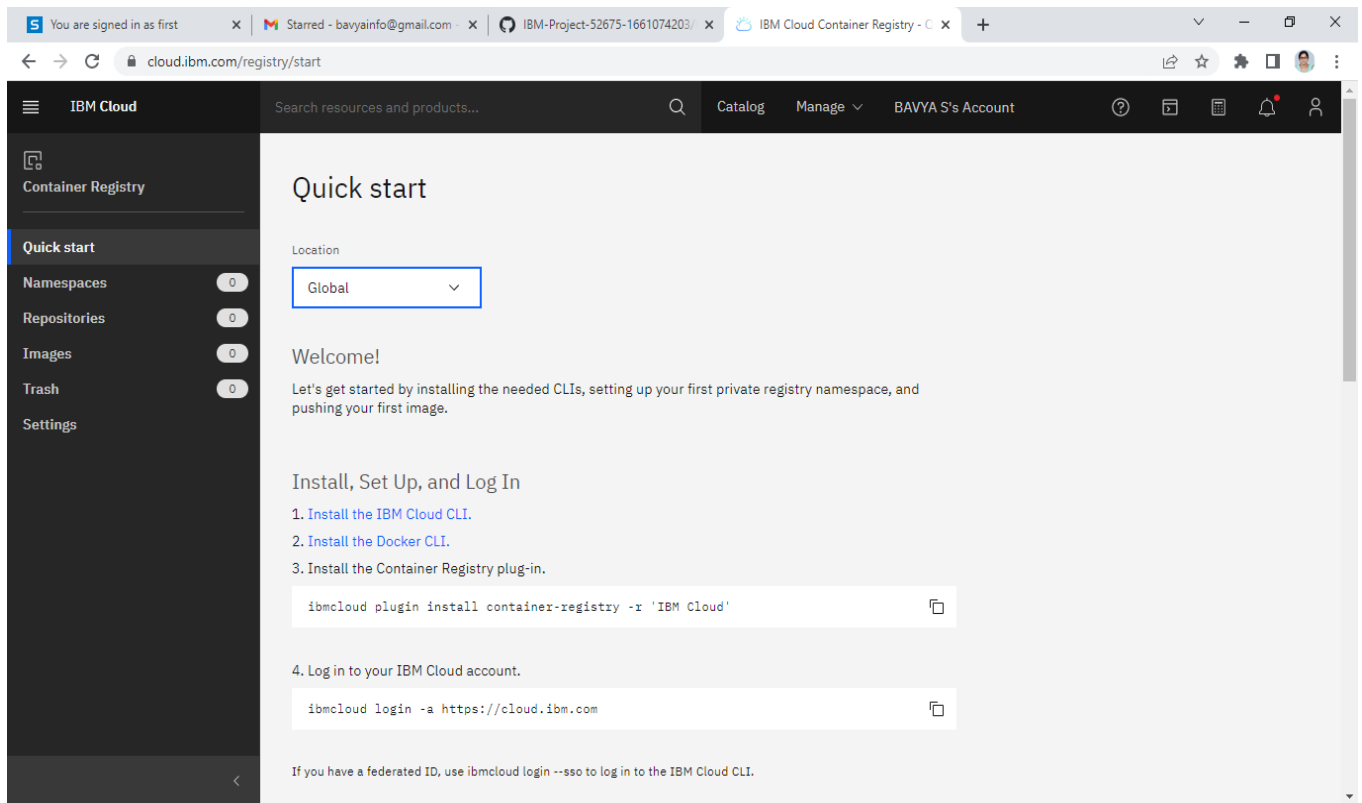 You are signed in as first
Starred - bavyainfo@gmail.com -
IBM-Project-52675-1661074203/
IBM Cloud Container Registry - C
cloud.ibm.com/registry/start
IBM Cloud
Search resources and products...
Catalog
Manage
BAVYA S's Account
Container Registry
Quick start
Namespaces 0
Repositories 0
Images 0
Trash 0
Settings
Quick start
Location
Global
Welcome!
Let's get started by installing the needed CLIs, setting up your first private registry namespace, and
pushing your first image.
Install, Set Up, and Log In
1. Install the IBM Cloud CLI.
2. Install the Docker CLI.
3. Install the Container Registry plug-in.
ibmcloud plugin install container-registry -r 'IBM Cloud'
4. Log in to your IBM Cloud account.
ibmcloud login -a https://cloud.ibm.com
If you have a federated ID, use ibmcloud login --sso to log in to the IBM Cloud CLI.